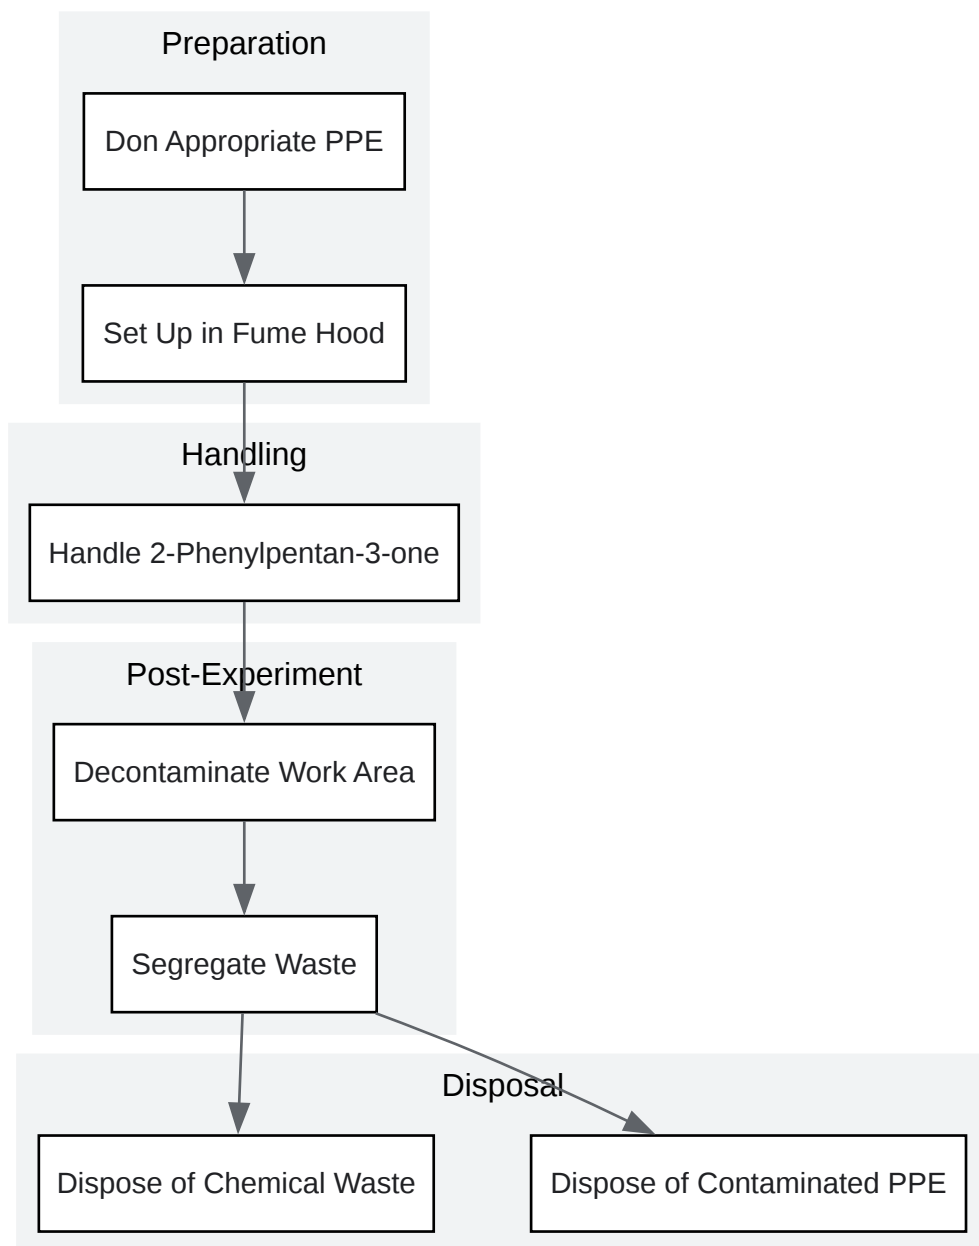 Preparation
Don Appropriate PPE
Set Up in Fume Hood
Handling
Handle 2-Phenylpentan-3-one
Post-Experiment
Decontaminate Work Area
Segregate Waste
Disposal
Dispose of Chemical Waste
Dispose of Contaminated PPE